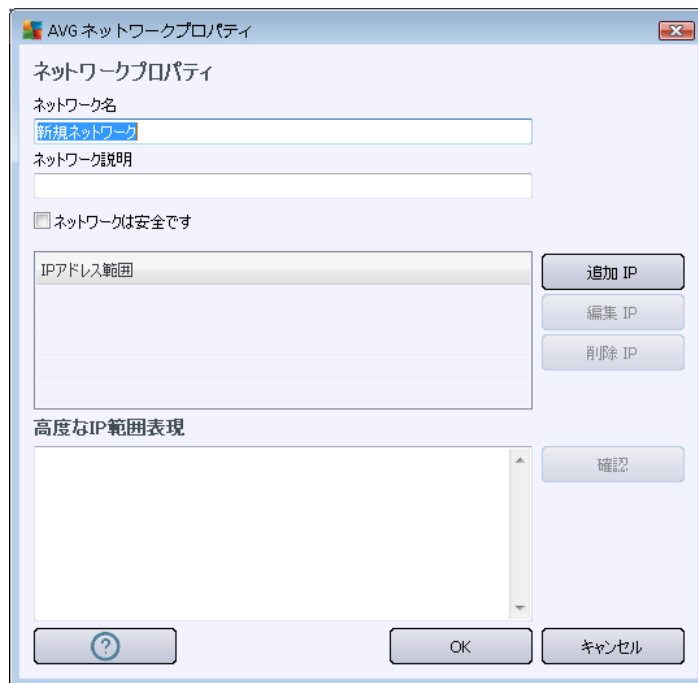 AVG ネットワークプロパティ
ネットワークプロパティ
ネットワーク名
新規ネットワーク
ネットワーク説明
ネットワークは安全です
IPアドレス範囲
追加 IP
編集 IP
削除 IP
高度なIP範囲表現
確認
?
OK
キャンセル